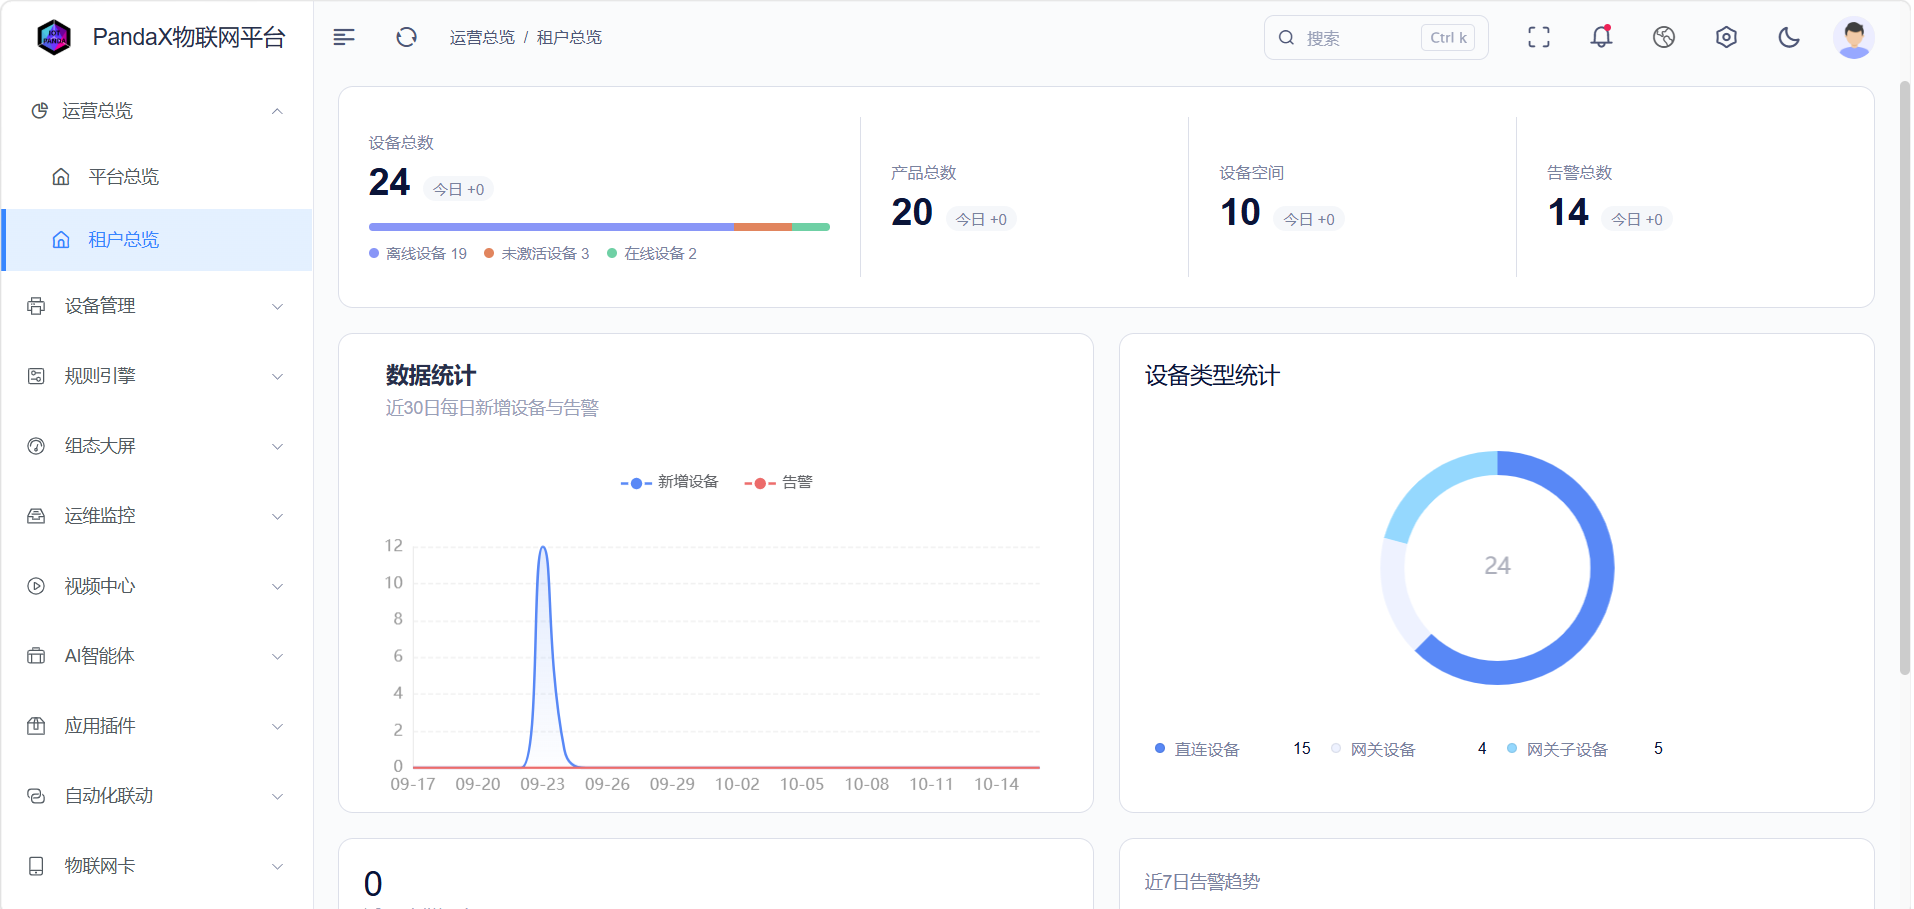 PandaX物联网平台
运营总览 / 租户总览
搜索
Ctrl k
运营总览
平台总览
租户总览
设备管理
规则引擎
组态大屏
运维监控
视频中心
AI智能体
应用插件
自动化联动
物联网卡
设备总数
24 今日 +0
离线设备 19 未激活设备 3 在线设备 2
产品总数
20 今日 +0
设备空间
10 今日 +0
告警总数
14 今日 +0
数据统计
近30日每日新增设备与告警
新增设备 告警
12
10
8
6
4
2
0
09-17 09-20 09-23 09-26 09-29 10-02 10-05 10-08 10-11 10-14
设备类型统计
24
直连设备 15 网关设备 4 网关子设备 5
0
近7日告警趋势